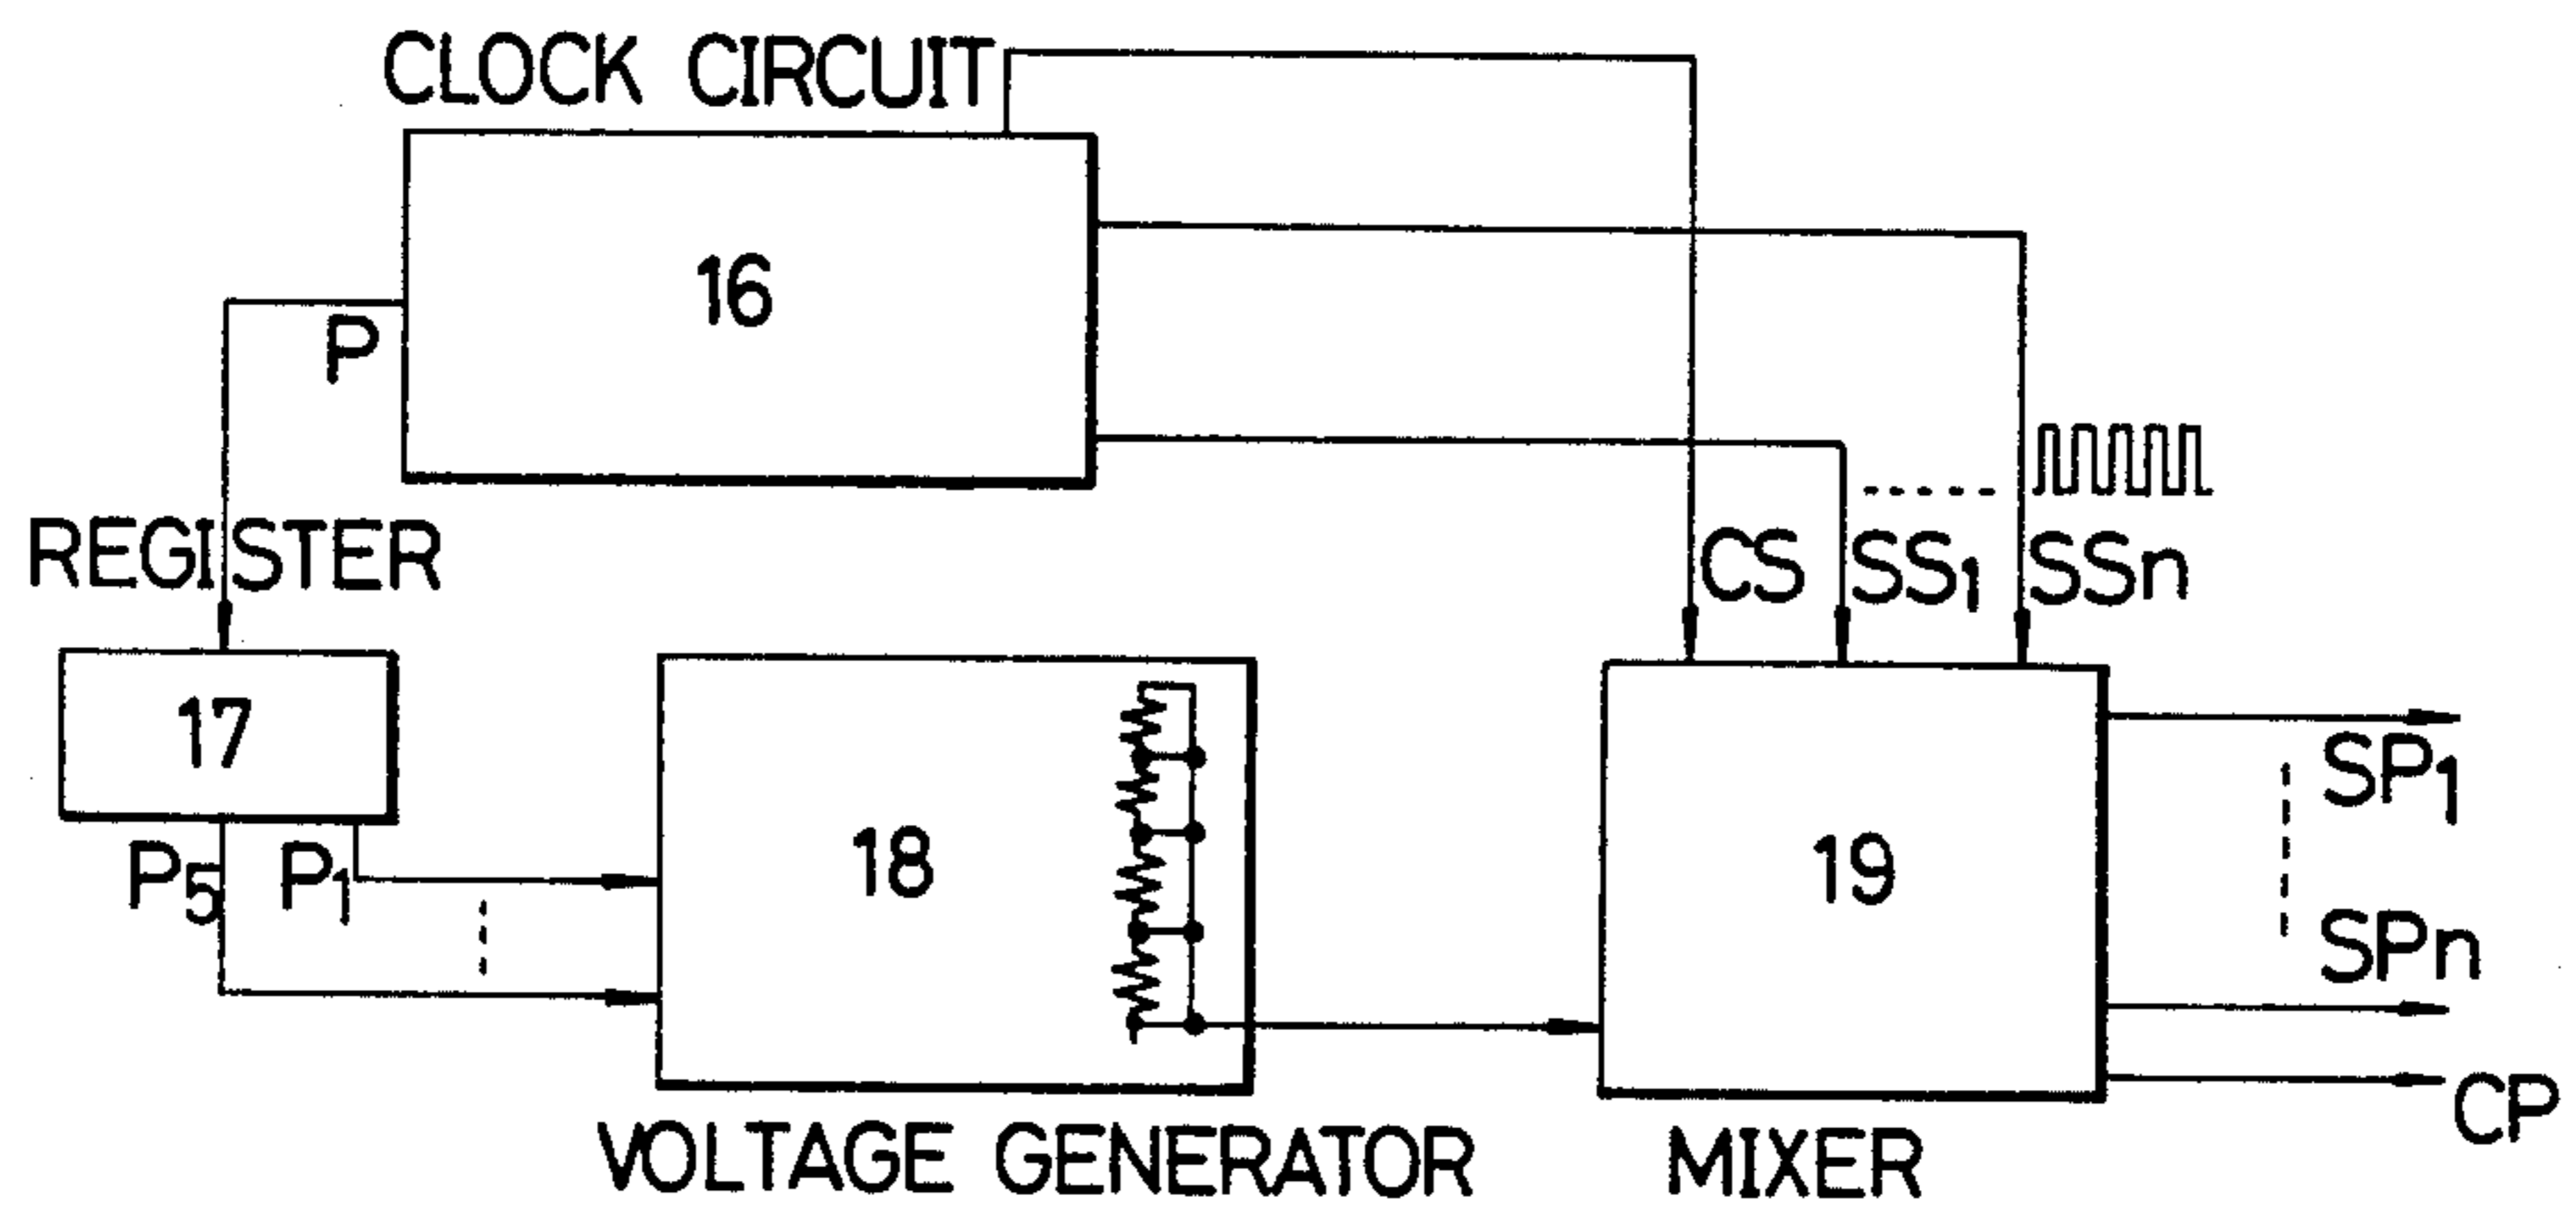 CLOCK CIRCUIT
16
P
REGISTER
CS SS1 SSn
17
18
19
P5 P1
SP1
SPn
CP
VOLTAGE GENERATOR
MIXER